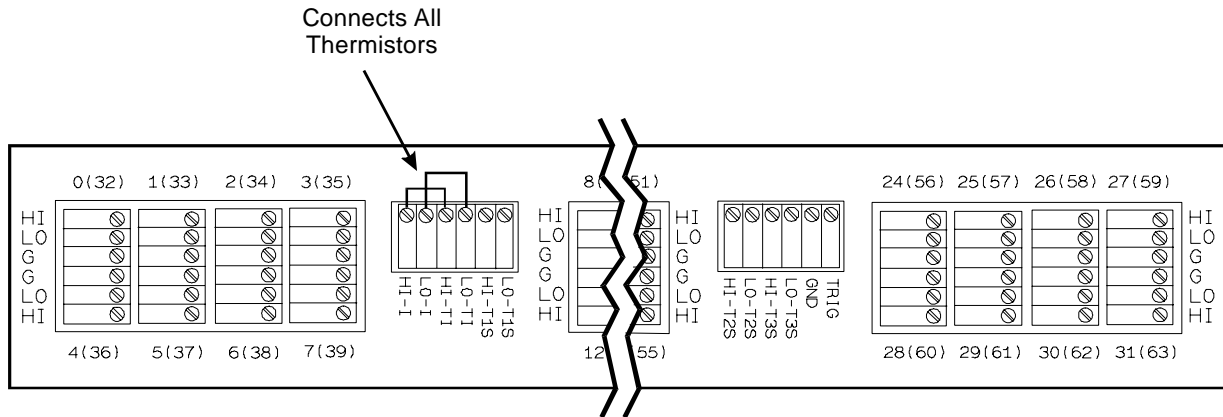 Connects All
Thermistors
0(32) 1(33) 2(34) 3(35)
HI
LO
G
G
LO
HI
4(36) 5(37) 6(38) 7(39)
HI-I
LO-I
HI-TI
LO-TI
HI-T1S
LO-T1S
8( 51)
HI
LO
G
G
LO
HI
12 55)
HI
LO
G
G
LO
HI
HI-T2S
LO-T2S
HI-T3S
LO-T3S
GND
TRIG
24(56) 25(57) 26(58) 27(59)
HI
LO
G
G
LO
HI
28(60) 29(61) 30(62) 31(63)